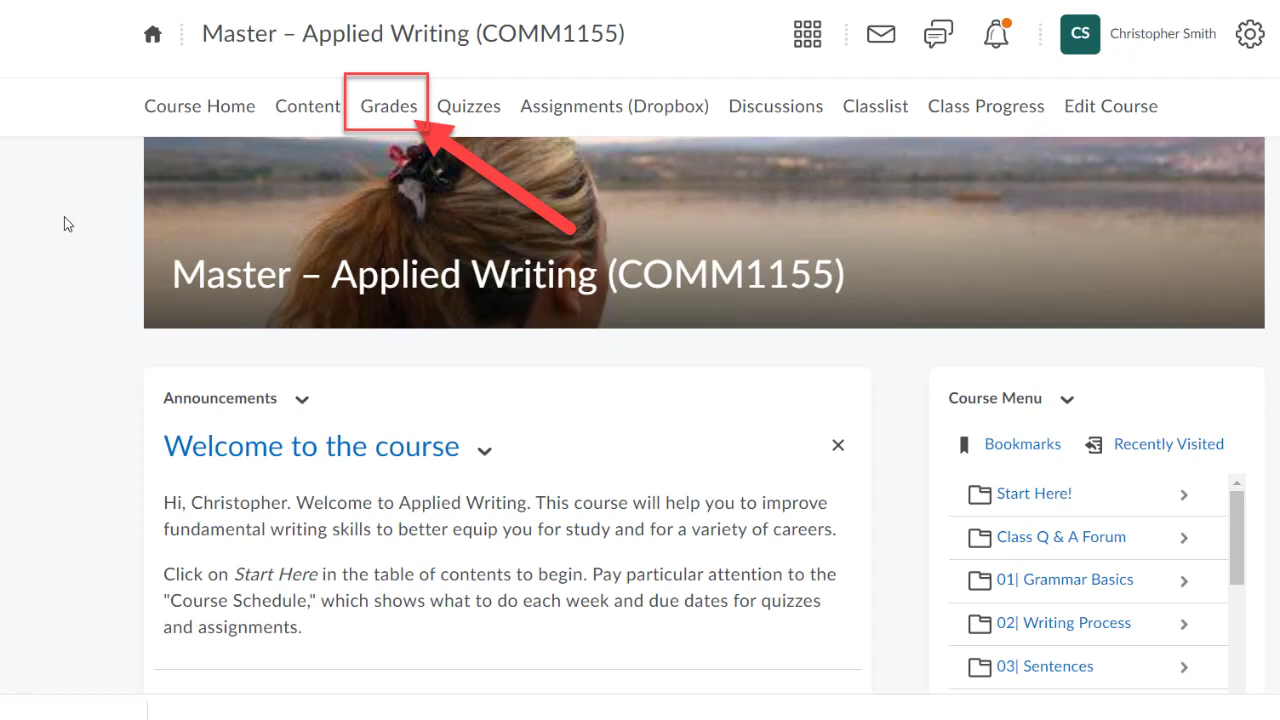 Master – Applied Writing (COMM1155)
CS
Christopher Smith
Course Home Content Grades Quizzes Assignments (Dropbox) Discussions Classlist Class Progress Edit Course
Master – Applied Writing (COMM1155)
Announcements
Welcome to the course
Hi, Christopher. Welcome to Applied Writing. This course will help you to improve
fundamental writing skills to better equip you for study and for a variety of careers.
Click on Start Here in the table of contents to begin. Pay particular attention to the
"Course Schedule," which shows what to do each week and due dates for quizzes
and assignments.
Course Menu
Bookmarks Recently Visited
Start Here!
Class Q & A Forum
01| Grammar Basics
02| Writing Process
03| Sentences